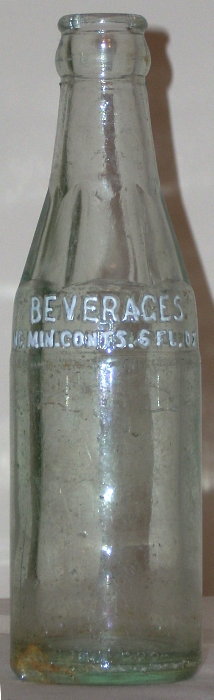 BEVERAGES
MIN. CONTS. 6 FL. OZ